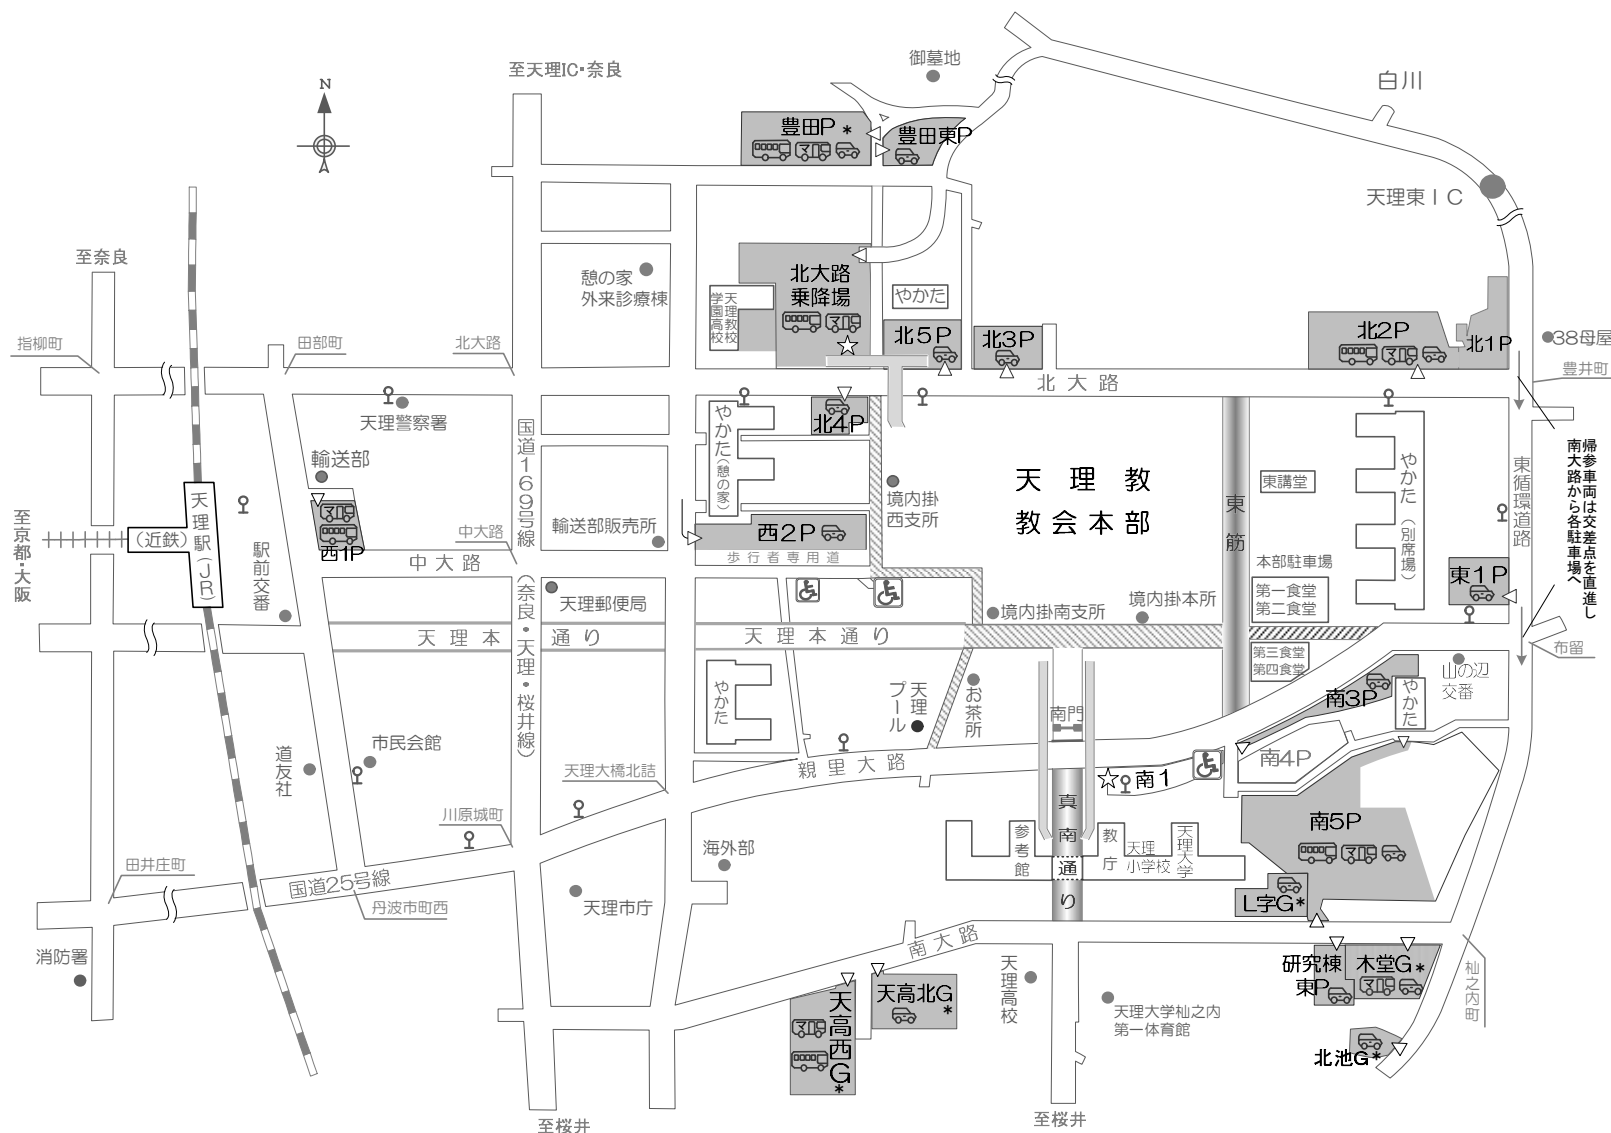 N
至天理IC・奈良
御墓地
白川
豊田P *
豊田東P
天理東IC
至奈良
憩の家
外来診療棟
天理教校
学園高校
北大路
乗降場
やかた
北5P
北3P
北2P
北1P
38母屋
豊井町
指柳町
田部町
北大路
北大路
天理警察署
北4P
やかた
(憩の家)
国道169号線
(奈良・天理・桜井線)
輸送部
西1P
天理駅(JR)
(近鉄)
至京都・大阪
駅前交番
中大路
中大路
輸送部販売所
西2P
歩行者専用道
境内掛
西支所
天理教
教会本部
東筋
東講堂
やかた
(別席場)
東循環道路
帰参車両は交差点を直進し
南大路から各駐車場へ
本部駐車場
第一食堂
第二食堂
東1P
天理郵便局
境内掛南支所
境内掛本所
天理本通り
天理本通り
第三食堂
第四食堂
布留
山の辺
交番
やかた
南3P
やかた
天理
プール
お茶所
南門
南4P
市民会館
道友社
天理大橋北詰
親里大路
南1
真南通り
南5P
川原城町
海外部
参考館
教庁
天理
小学校
天理大学
田井庄町
国道25号線
丹波市町西
天理市庁
L字G*
消防署
南大路
天理高校
研究棟
東P
木堂G*
杣之内町
天高西G*
天高北G
*
天理大学杣之内
第一体育館
北池G*
至桜井
至桜井